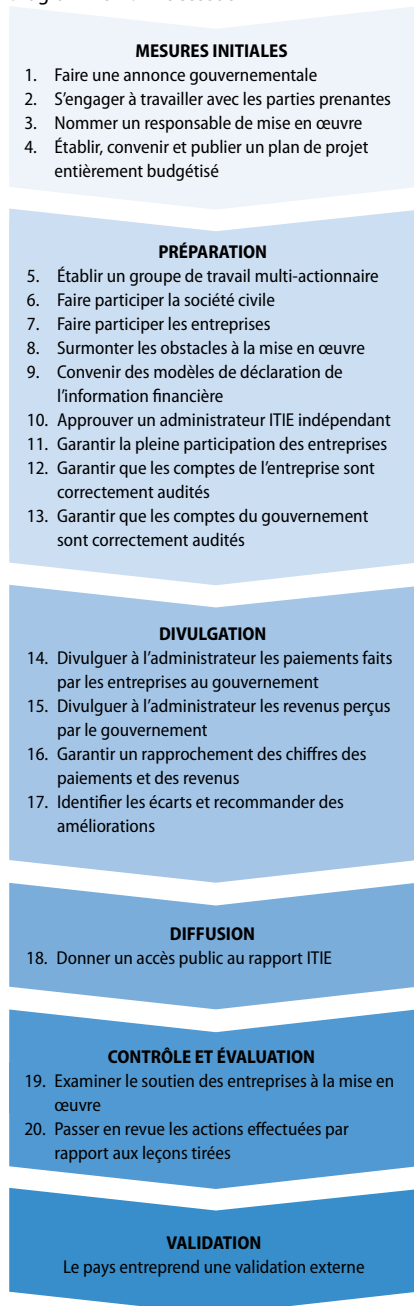 MESURES INITIALES
1. Faire une annonce gouvernementale
2. S’engager à travailler avec les parties prenantes
3. Nommer un responsable de mise en œuvre
4. Établir, convenir et publier un plan de projet
entièrement budgétisé
PRÉPARATION
5. Établir un groupe de travail multi-actionnaire
6. Faire participer la société civile
7. Faire participer les entreprises
8. Surmonter les obstacles à la mise en œuvre
9. Convenir des modèles de déclaration de
l’information financière
10. Approuver un administrateur ITIE indépendant
11. Garantir la pleine participation des entreprises
12. Garantir que les comptes de l’entreprise sont
correctement audités
13. Garantir que les comptes du gouvernement
sont correctement audités
DIVULGATION
14. Divulguer à l’administrateur les paiements faits
par les entreprises au gouvernement
15. Divulguer à l’administrateur les revenus perçus
par le gouvernement
16. Garantir un rapprochement des chiffres des
paiements et des revenus
17. Identifier les écarts et recommander des
améliorations
DIFFUSION
18. Donner un accès public au rapport ITIE
CONTRÔLE ET ÉVALUATION
19. Examiner le soutien des entreprises à la mise en
œuvre
20. Passer en revue les actions effectuées par
rapport aux leçons tirées
VALIDATION
Le pays entreprend une validation externe